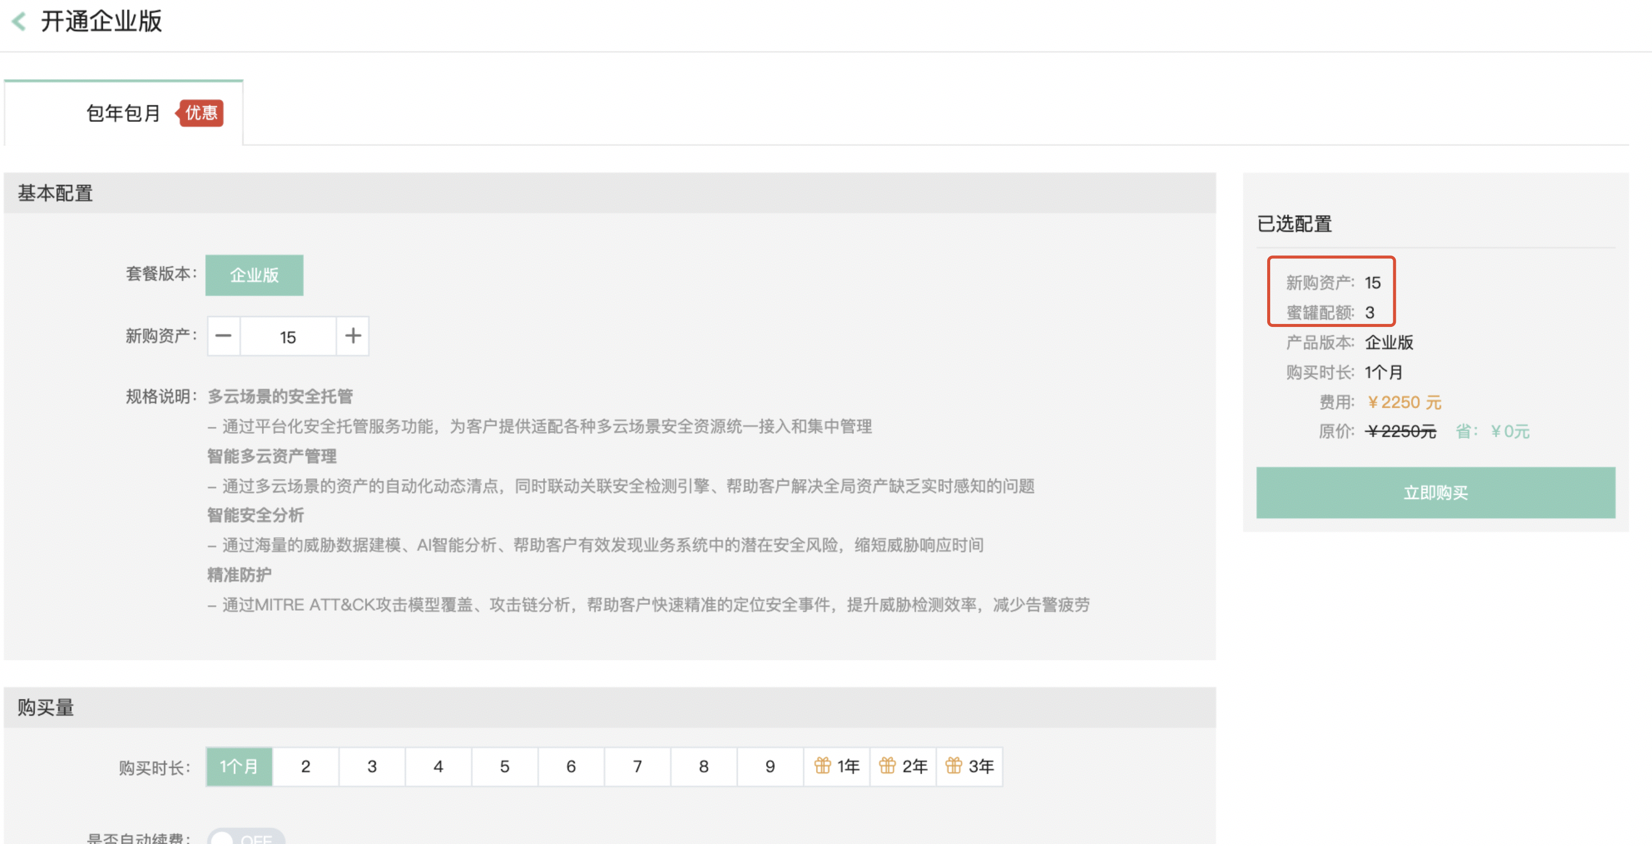 开通企业版
包年包月 优惠
基本配置
套餐版本: 企业版
新购资产: — 15 +
规格说明: 多云场景的安全托管
– 通过平台化安全托管服务功能，为客户提供适配各种多云场景安全资源统一接入和集中管理
智能多云资产管理
– 通过多云场景的资产的自动化动态清点，同时联动关联安全检测引擎、帮助客户解决全局资产缺乏实时感知的问题
智能安全分析
– 通过海量的威胁数据建模、AI智能分析、帮助客户有效发现业务系统中的潜在安全风险，缩短威胁响应时间
精准防护
– 通过MITRE ATT&CK攻击模型覆盖、攻击链分析，帮助客户快速精准的定位安全事件，提升威胁检测效率，减少告警疲劳
购买量
购买时长: 1个月 2 3 4 5 6 7 8 9 1年 2年 3年
是否自动续费: OFF
已选配置
新购资产: 15
蜜罐配额: 3
产品版本: 企业版
购买时长: 1个月
费用: ￥2250 元
原价: ￥2250元 省: ￥0元
立即购买